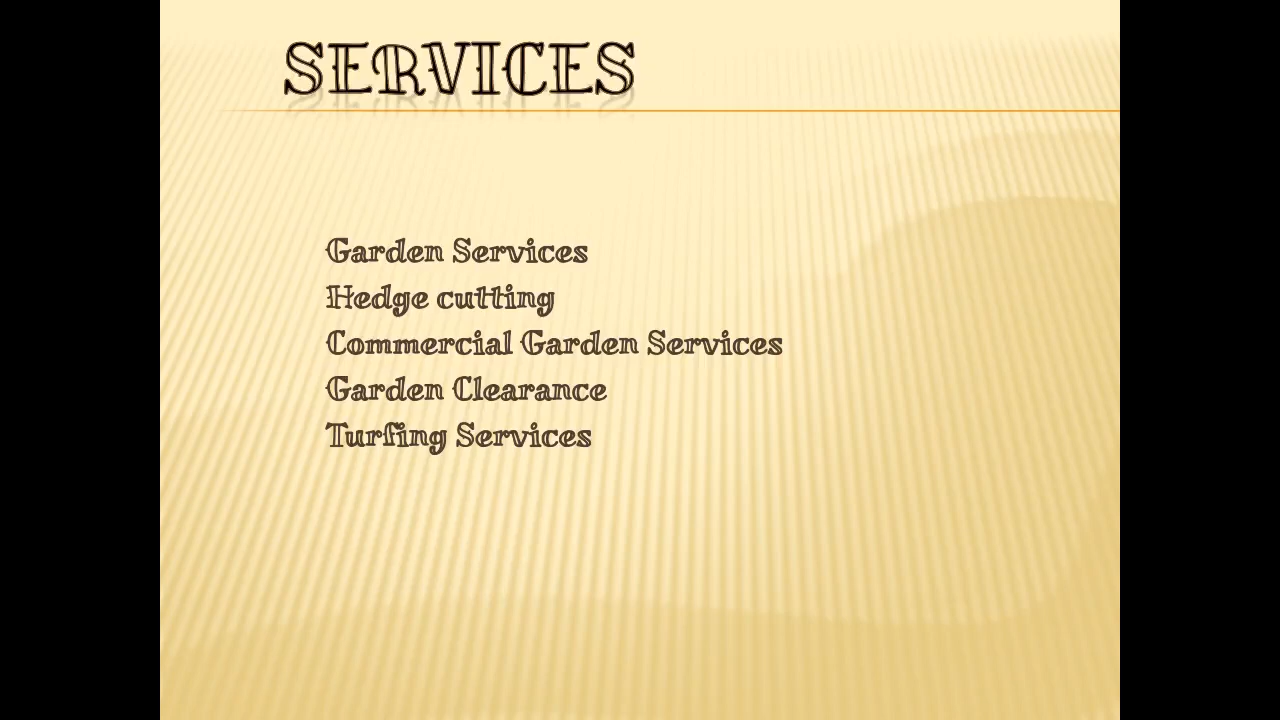 SERVICES
Garden Services
Hedge cutting
Commercial Garden Services
Garden Clearance
Turfing Services